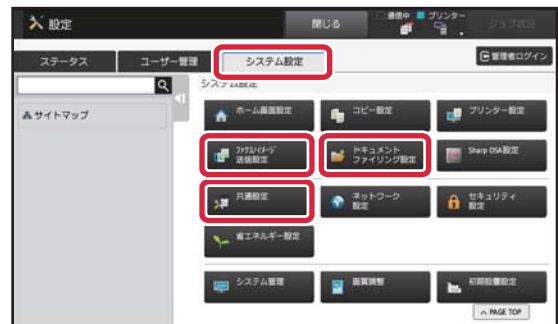 設定
閉じる
通信中
プリンター
ジョブ状況
ステータス
ユーザー管理
システム設定
管理者ログイン
サイトマップ
システム設定
ホーム画面設定
コピー設定
プリンター設定
ファクス/イメージ
送信設定
ドキュメント
ファイリング設定
Sharp OSA設定
共通設定
ネットワーク
設定
セキュリティ
設定
省エネルギー設定
システム管理
画質調整
初期設置設定
PAGE TOP